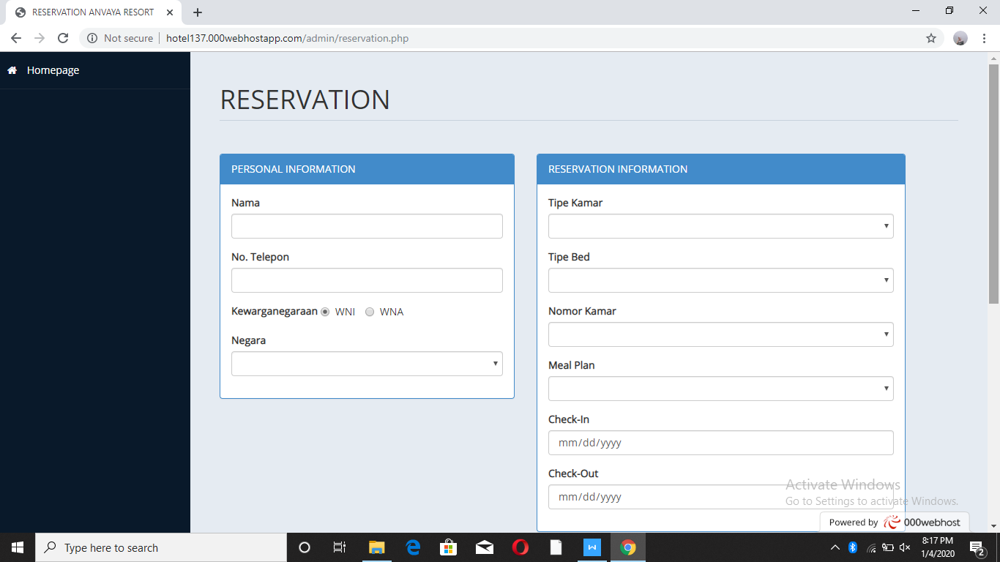 RESERVATION ANVAYA RESORT
Not secure
hotel137.000webhostapp.com/admin/reservation.php
Homepage
RESERVATION
PERSONAL INFORMATION
Nama
No. Telepon
Kewarganegaraan WNI WNA
Negara
RESERVATION INFORMATION
Tipe Kamar
Tipe Bed
Nomor Kamar
Meal Plan
Check-In
mm/dd/yyyy
Check-Out
mm/dd/yyyy
Activate Windows
Go to Settings to activate Windows.
Powered by 000webhost
Type here to search
8:17 PM
1/4/2020
2